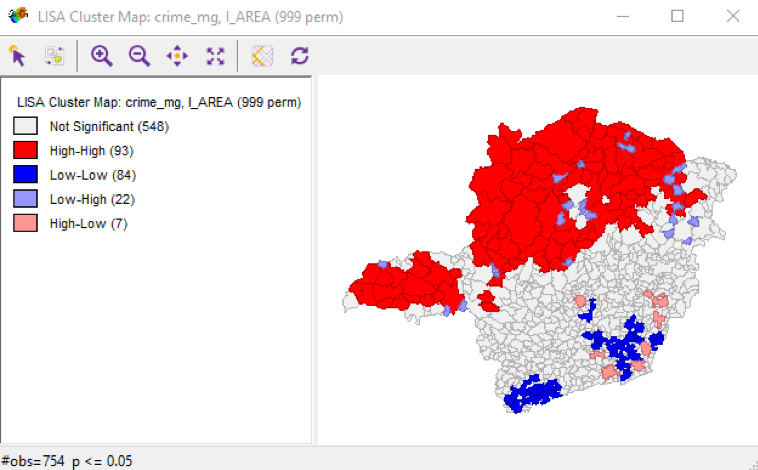 LISA Cluster Map: crime_mg, I_AREA (999 perm)
LISA Cluster Map: crime_mg, I_AREA (999 perm)
Not Significant (548)
High-High (93)
Low-Low (84)
Low-High (22)
High-Low (7)
#obs=754 p <= 0.05